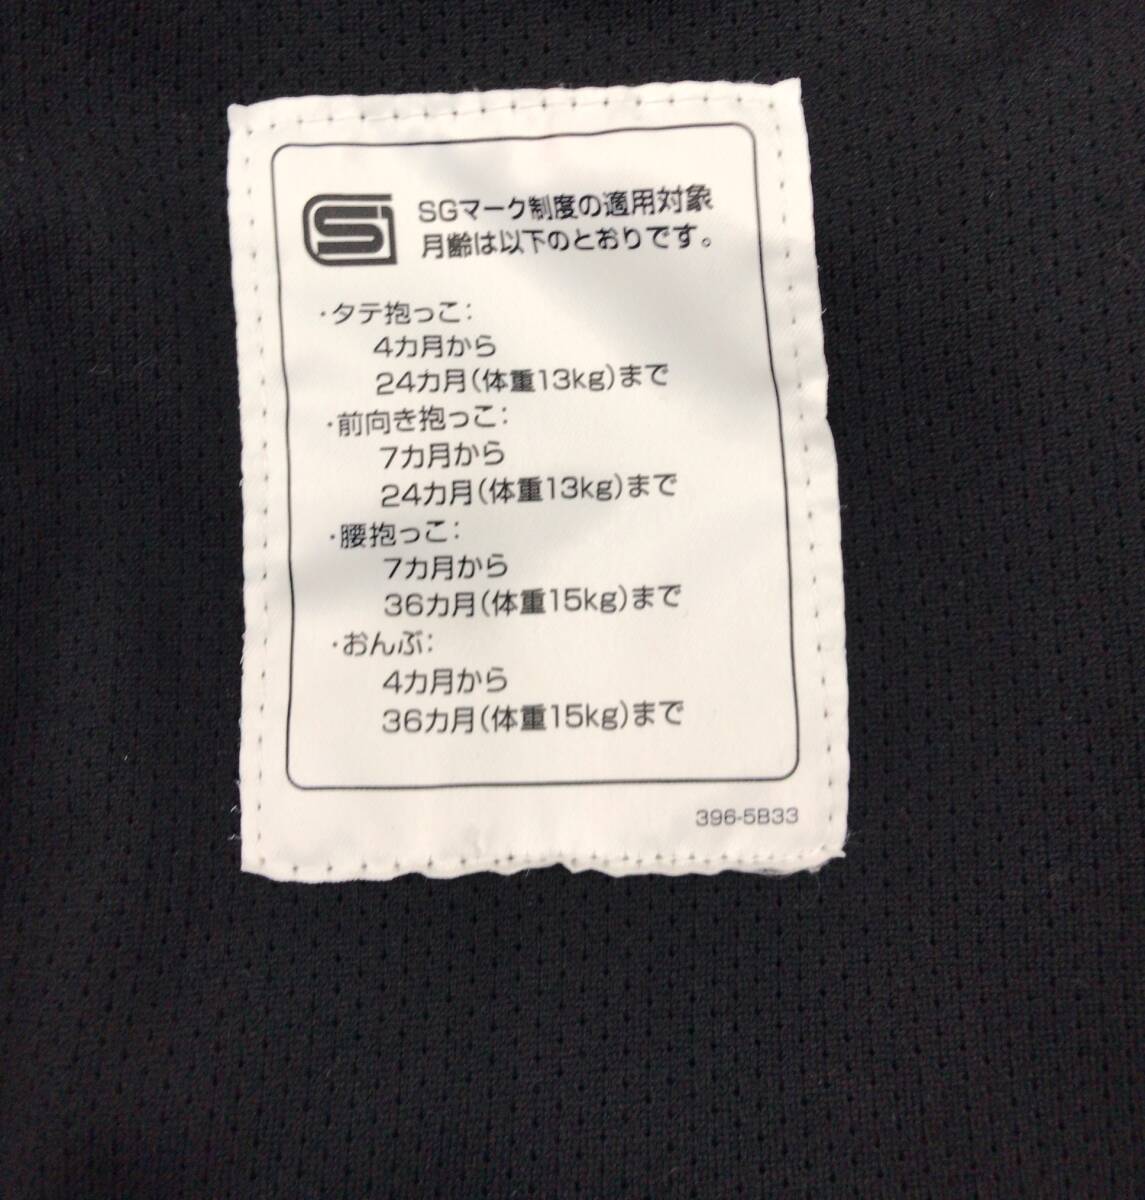 SGマーク制度の適用対象
月齢は以下のとおりです。
・タテ抱っこ:
4カ月から
24カ月(体重13kg)まで
・前向き抱っこ:
7カ月から
24カ月(体重13kg)まで
・腰抱っこ:
7カ月から
36カ月(体重15kg)まで
・おんぶ:
4カ月から
36カ月(体重15kg)まで
396-5B33